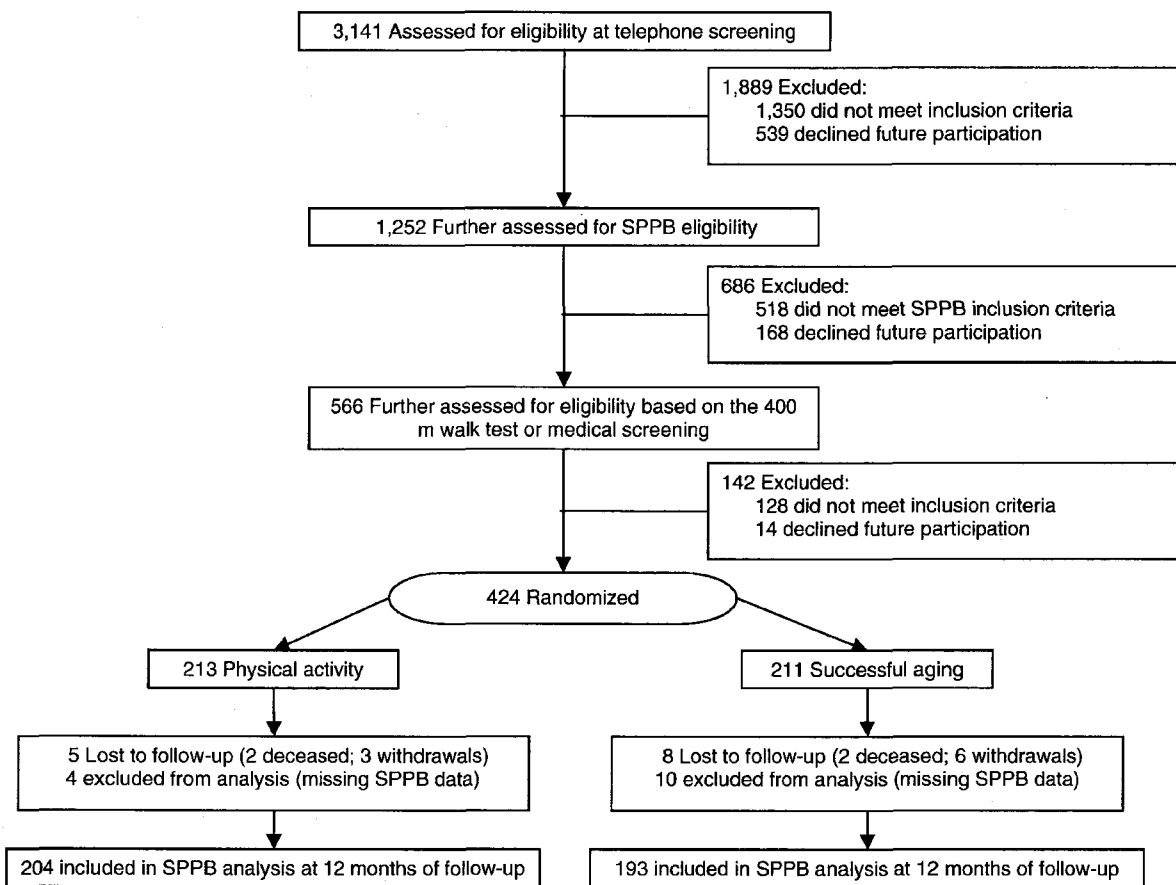 3,141 Assessed for eligibility at telephone screening
1,889 Excluded:
1,350 did not meet inclusion criteria
539 declined future participation
1,252 Further assessed for SPPB eligibility
686 Excluded:
518 did not meet SPPB inclusion criteria
168 declined future participation
566 Further assessed for eligibility based on the 400
m walk test or medical screening
142 Excluded:
128 did not meet inclusion criteria
14 declined future participation
424 Randomized
213 Physical activity
211 Successful aging
5 Lost to follow-up (2 deceased; 3 withdrawals)
4 excluded from analysis (missing SPPB data)
8 Lost to follow-up (2 deceased; 6 withdrawals)
10 excluded from analysis (missing SPPB data)
204 included in SPPB analysis at 12 months of follow-up
193 included in SPPB analysis at 12 months of follow-up